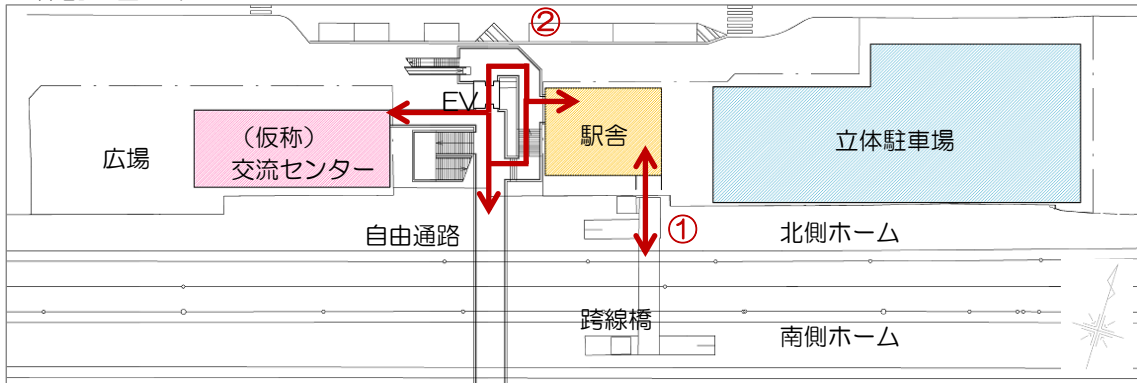 ②
EV
広場
(仮称)
交流センター
駅舎
立体駐車場
自由通路
①
北側ホーム
跨線橋
南側ホーム